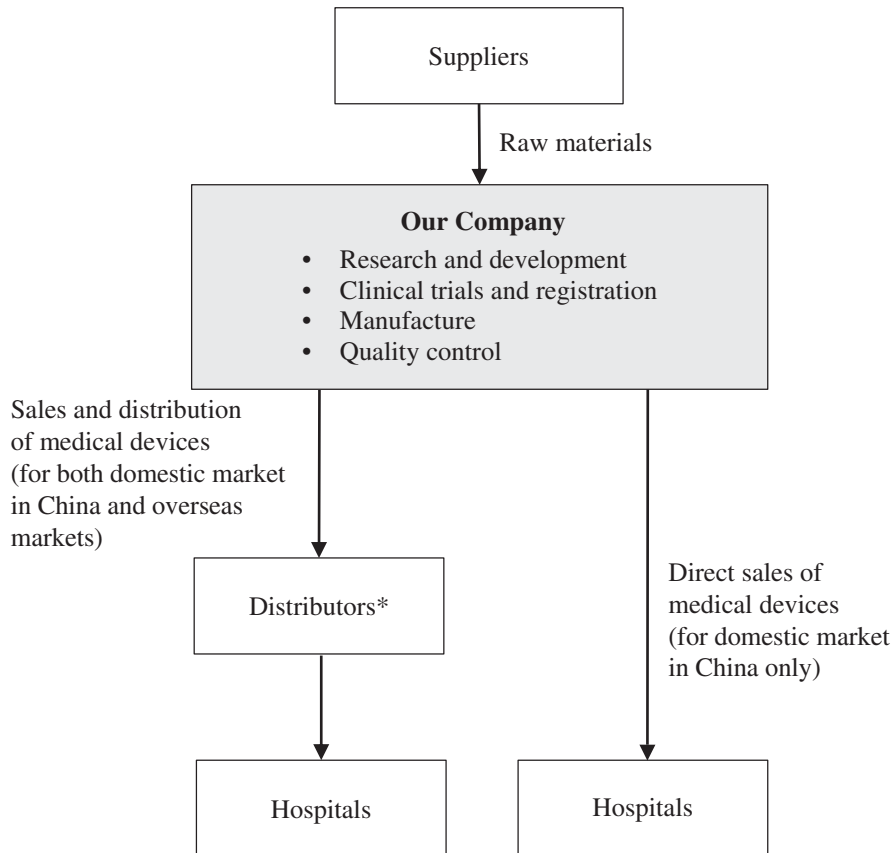 Suppliers
Raw materials
Our Company
• Research and development
• Clinical trials and registration
• Manufacture
• Quality control
Sales and distribution
of medical devices
(for both domestic market
in China and overseas
markets)
Distributors*
Direct sales of
medical devices
(for domestic market
in China only)
Hospitals
Hospitals